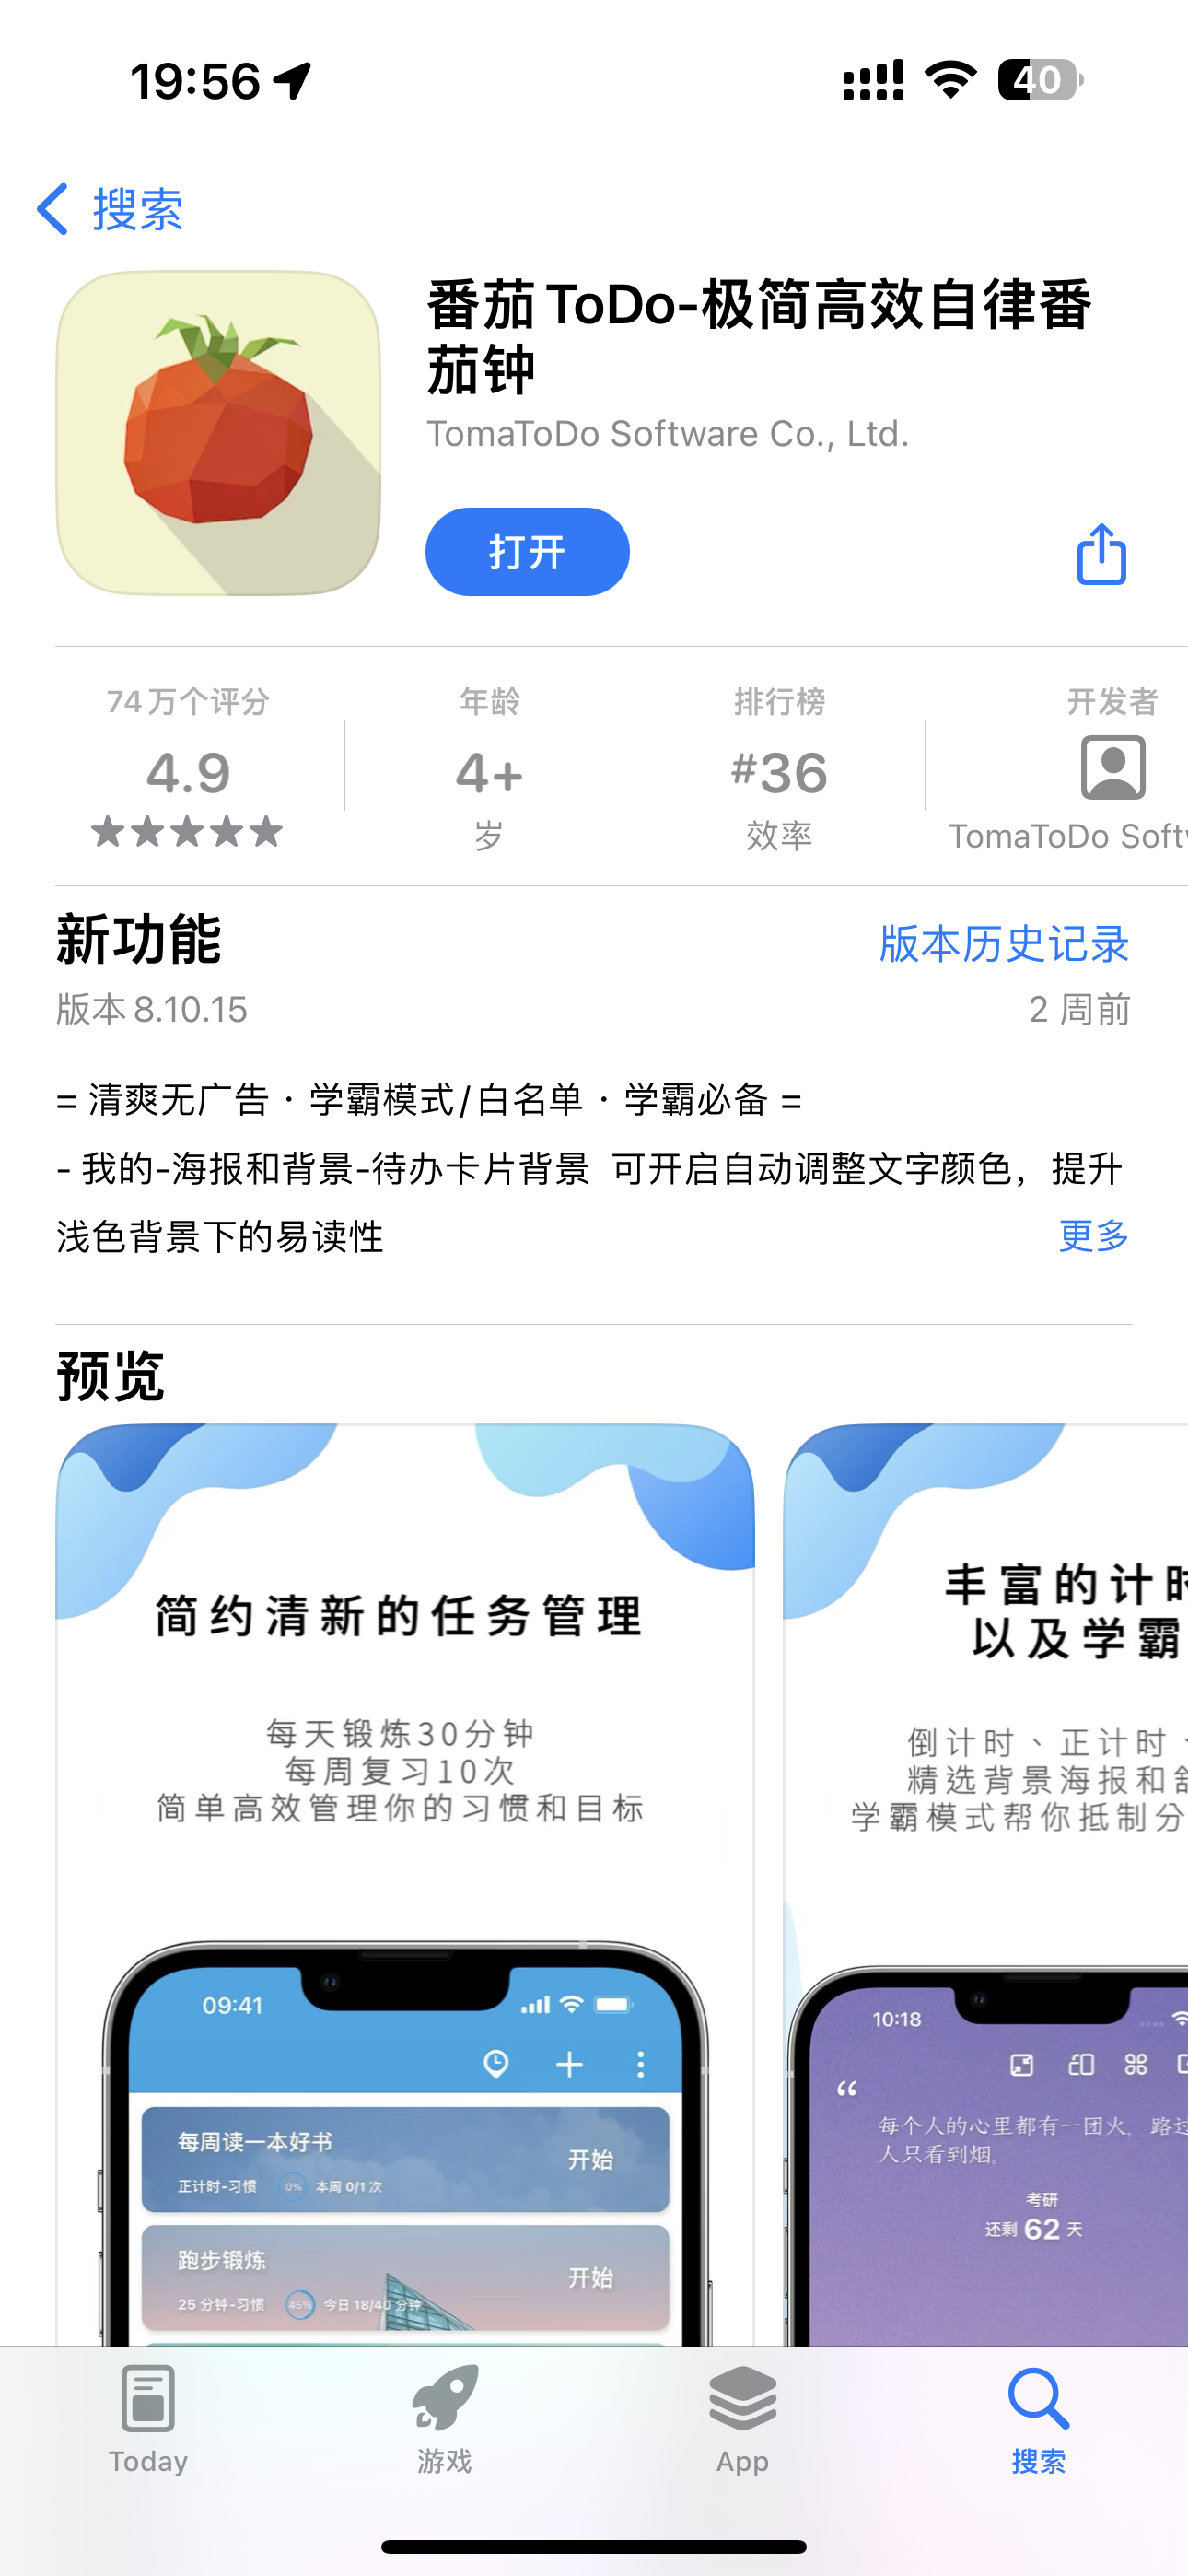 19:56
40
搜索
番茄ToDo-极简高效自律番
茄钟
TomaToDo Software Co., Ltd.
打开
74万个评分
4.9
年龄
4+
岁
排行榜
#36
效率
开发者
TomaToDo Soft
新功能
版本历史记录
版本 8.10.15
2 周前
= 清爽无广告 · 学霸模式/白名单 · 学霸必备 =
- 我的-海报和背景-待办卡片背景 可开启自动调整文字颜色，提升
浅色背景下的易读性
更多
预览
简约清新的任务管理
每天锻炼30分钟
每周复习10次
简单高效管理你的习惯和目标
09:41
每周读一本好书
开始
正计时-习惯
0%
本周 0/1 次
跑步锻炼
开始
25 分钟-习惯
45%
今日 18/40 分钟
丰富的计时
以及学霸
倒计时、正计时、
精选背景海报和舒
学霸模式帮你抵制分
10:18
“
每个人的心里都有一团火，路过
人只看到烟。
考研
还剩 62 天
Today
游戏
App
搜索